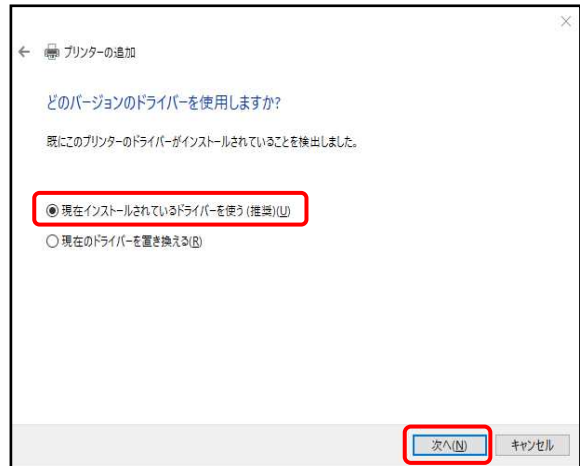 プリンターの追加
どのバージョンのドライバーを使用しますか?
既にこのプリンターのドライバーがインストールされていることを検出しました。
現在インストールされているドライバーを使う (推奨)(U)
現在のドライバーを置き換える(R)
次へ(N) キャンセル